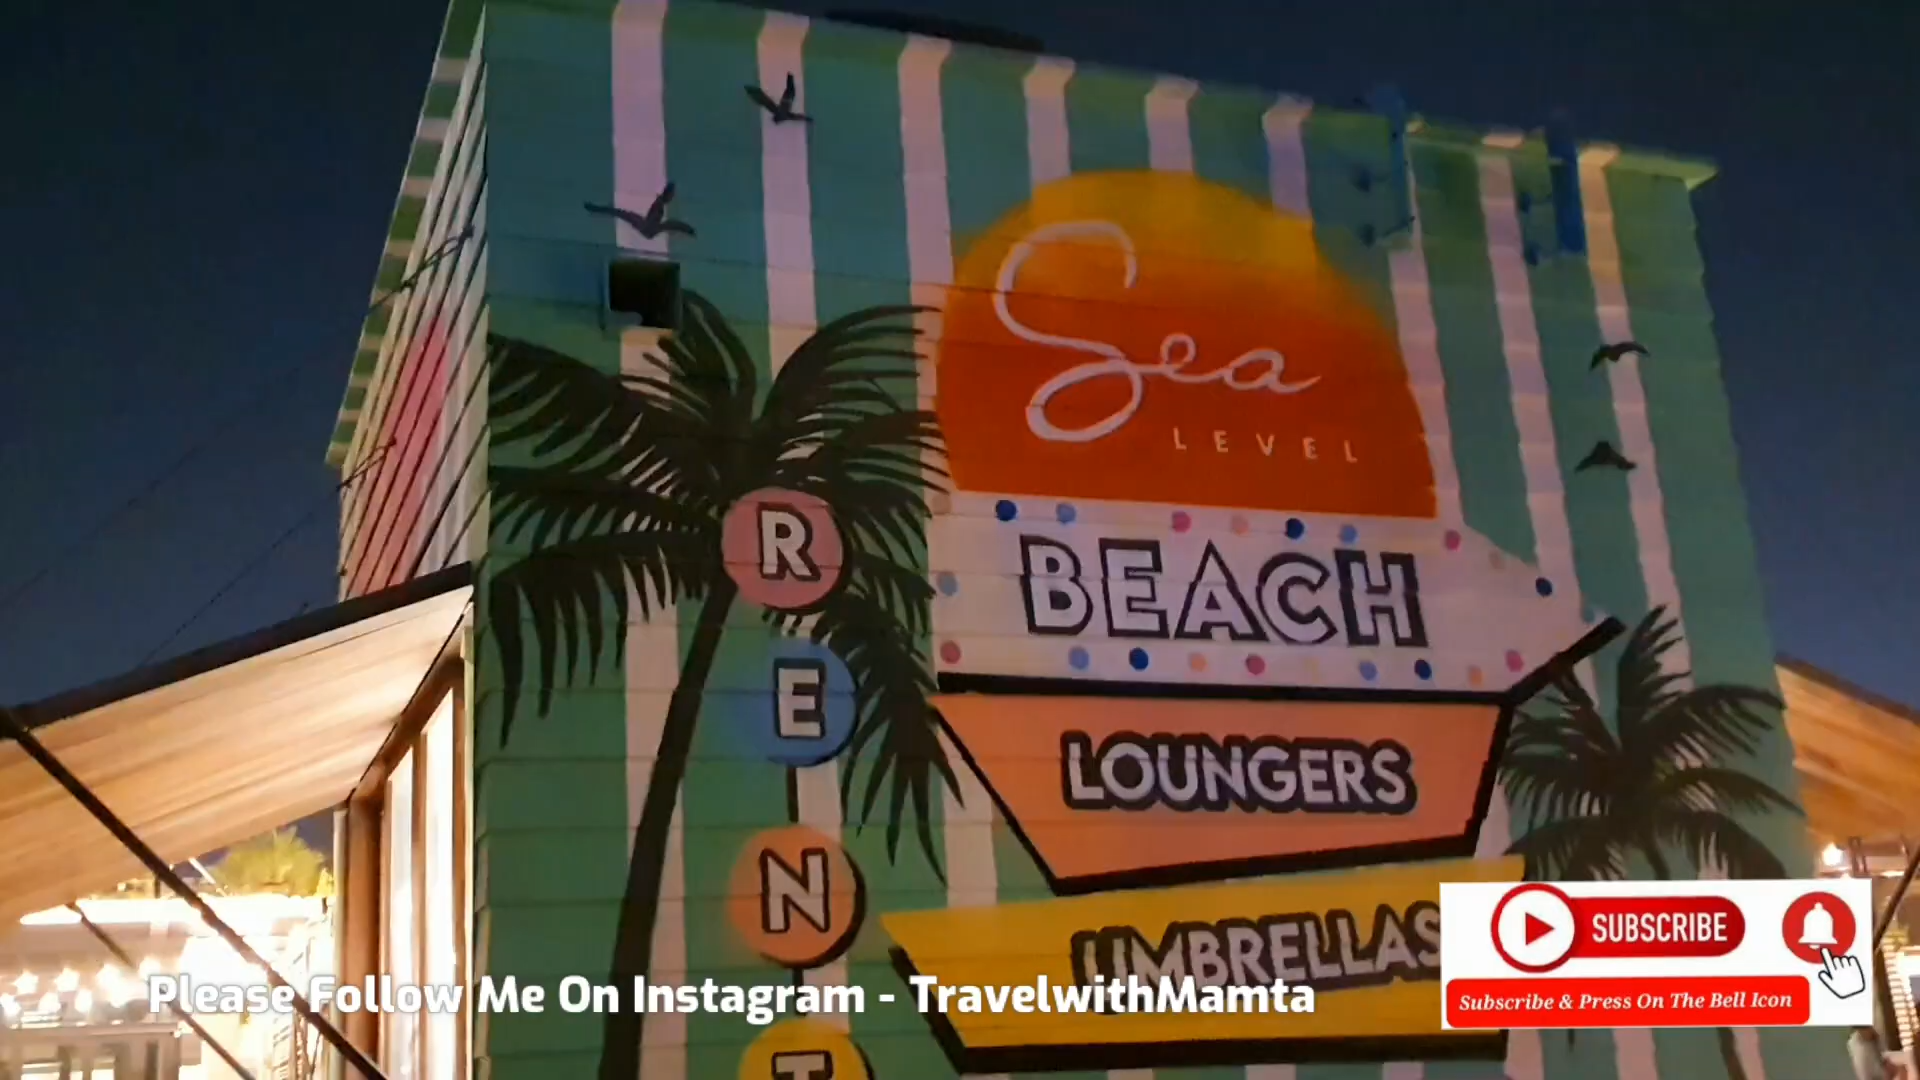 Sea
LEVEL
BEACH
LOUNGERS
UMBRELLAS
R
E
N
T
Please Follow Me On Instagram - TravelwithMamta
SUBSCRIBE
Subscribe & Press On The Bell Icon